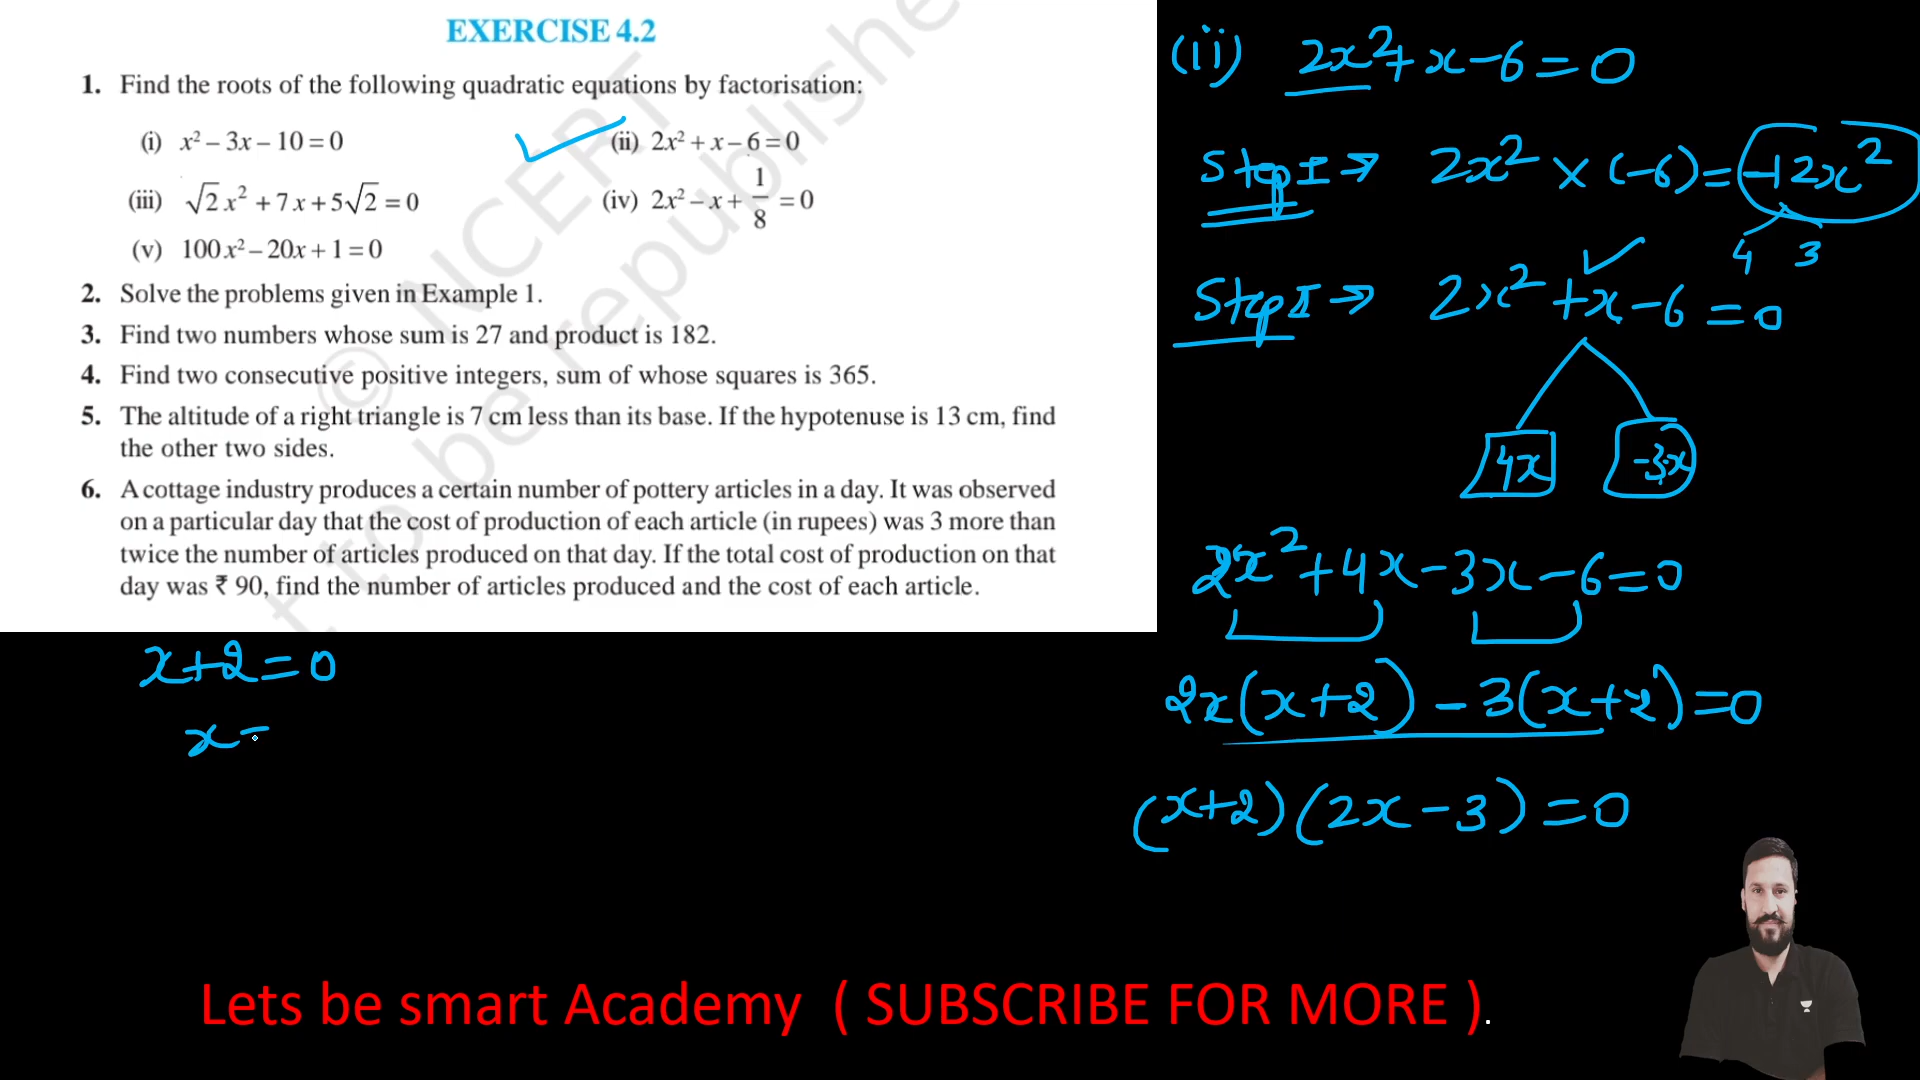 EXERCISE 4.2
1. Find the roots of the following quadratic equations by factorisation:
(i) x² – 3x – 10 = 0 (ii) 2x² + x – 6 = 0
(iii) √2 x² + 7x + 5√2 = 0 (iv) 2x² – x + 1/8 = 0
(v) 100x² – 20x + 1 = 0
2. Solve the problems given in Example 1.
3. Find two numbers whose sum is 27 and product is 182.
4. Find two consecutive positive integers, sum of whose squares is 365.
5. The altitude of a right triangle is 7 cm less than its base. If the hypotenuse is 13 cm, find
the other two sides.
6. A cottage industry produces a certain number of pottery articles in a day. It was observed
on a particular day that the cost of production of each article (in rupees) was 3 more than
twice the number of articles produced on that day. If the total cost of production on that
day was ₹ 90, find the number of articles produced and the cost of each article.
© NCERT
to be republishe
(ii) 2x² + x – 6 = 0
Step I → 2x² × (–6) = –12x²
4 3
Step I → 2x² + x – 6 = 0
4x –3x
2x² + 4x – 3x – 6 = 0
2x(x+2) – 3(x+2) = 0
(x+2)(2x – 3) = 0
x+2=0
x=
Lets be smart Academy ( SUBSCRIBE FOR MORE ).